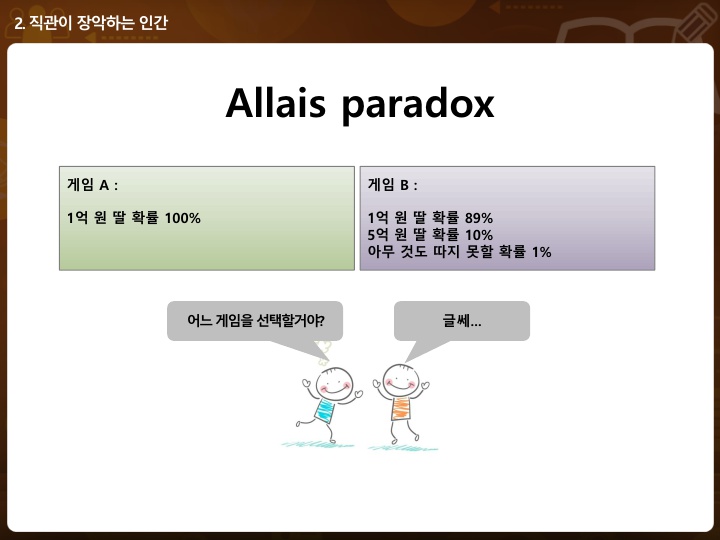 2. 직관이 장악하는 인간
Allais paradox
게임 A :
1억 원 딸 확률 100%
게임 B :
1억 원 딸 확률 89%
5억 원 딸 확률 10%
아무 것도 따지 못할 확률 1%
어느 게임을 선택할거야?
글쎄...